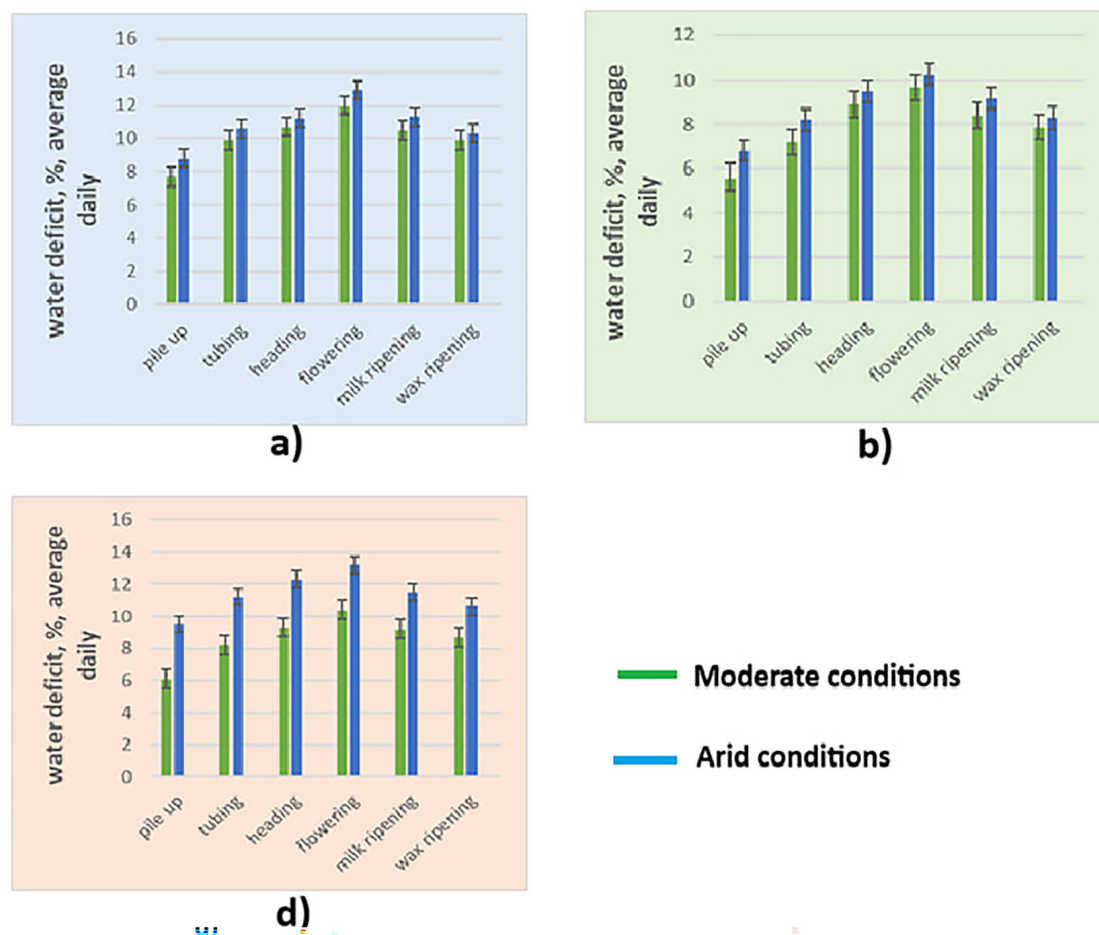 water deficit, %, average
daily
16
14
12
10
8
6
4
2
0
pile up
tubing
heading
flowering
milk ripening
wax ripening
a)
water deficit, %, average
daily
12
10
8
6
4
2
0
pile up
tubing
heading
flowering
milk ripening
wax ripening
b)
water deficit, %, average
daily
16
14
12
10
8
6
4
2
0
pile up
tubing
heading
flowering
milk ripening
wax ripening
d)
Moderate conditions
Arid conditions